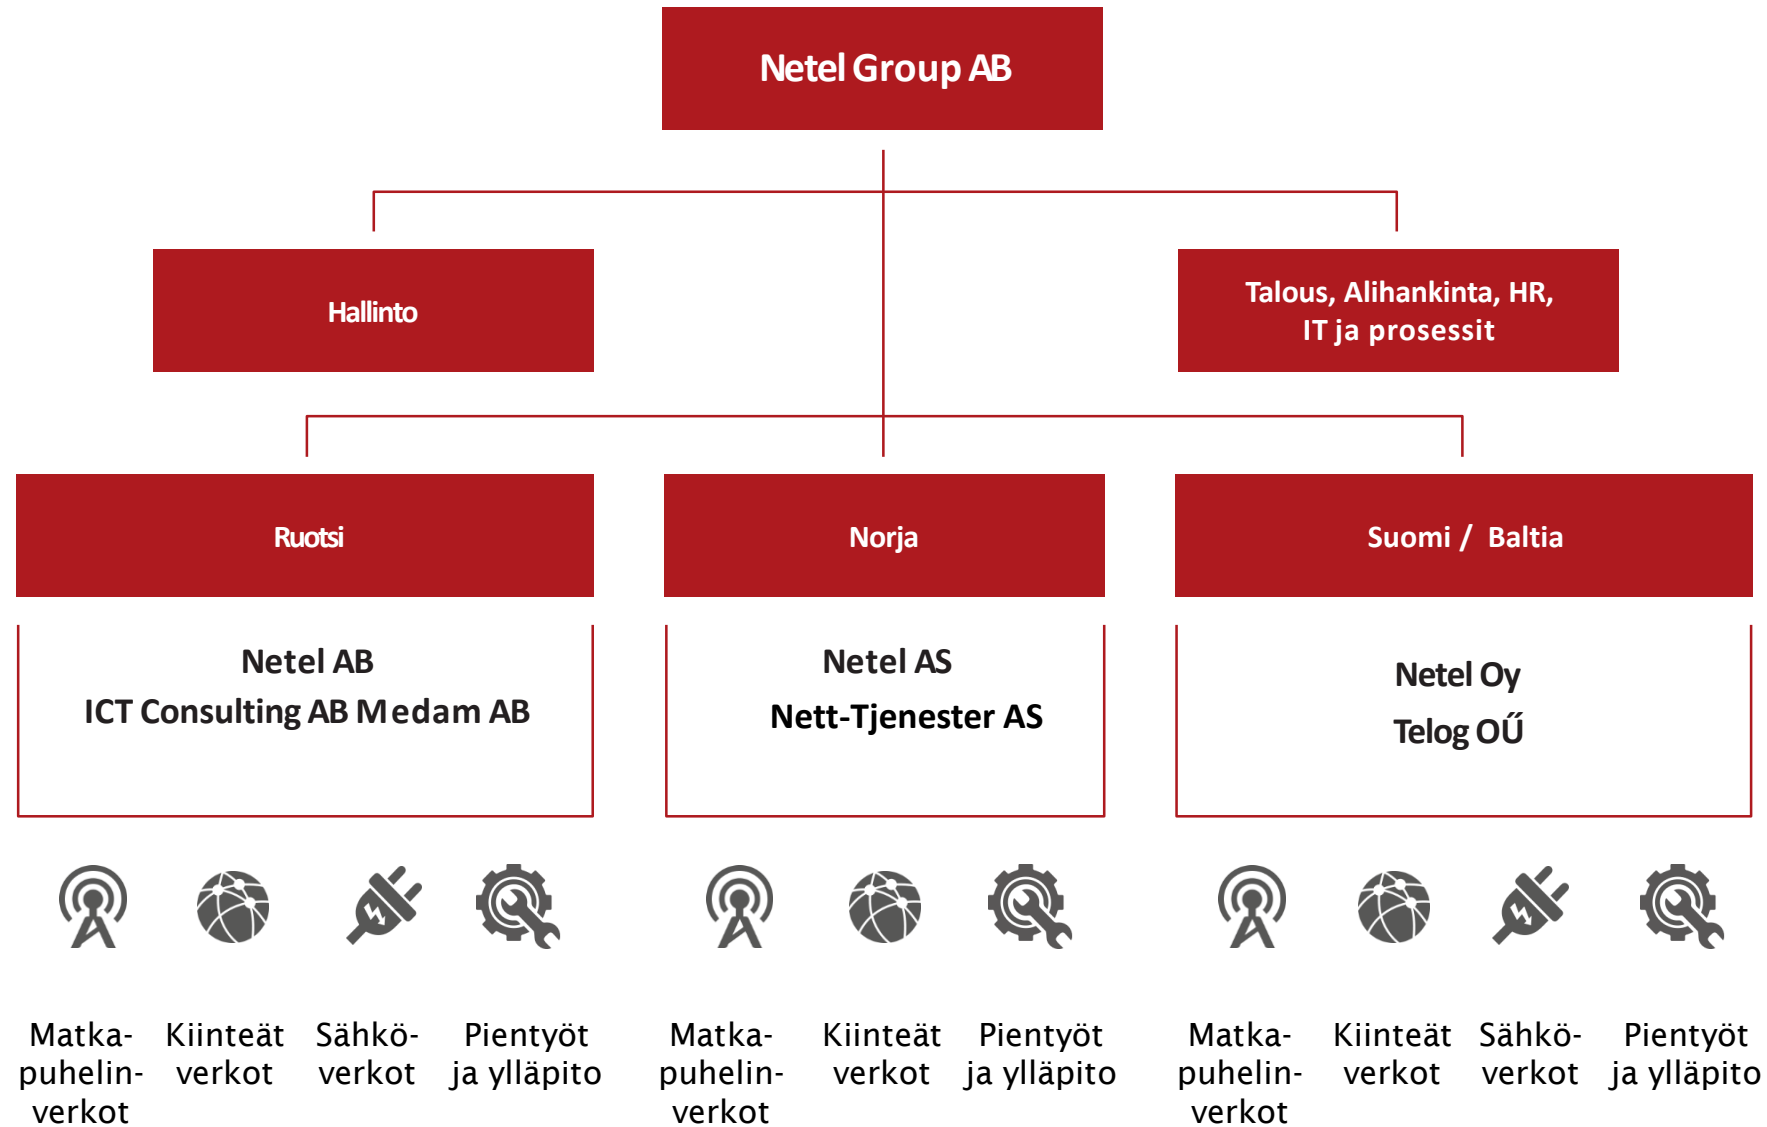 Netel Group AB
Hallinto
Talous, Alihankinta, HR,
IT ja prosessit
Ruotsi
Norja
Suomi / Baltia
Netel AB
ICT Consulting AB Medam AB
Netel AS
Nett-Tjenester AS
Netel Oy
Telog OŰ
Matka-
puhelin-
verkot
Kiinteät
verkot
Sähkö-
verkot
Pientyöt
ja ylläpito
Matka-
puhelin-
verkot
Kiinteät
verkot
Pientyöt
ja ylläpito
Matka-
puhelin-
verkot
Kiinteät
verkot
Sähkö-
verkot
Pientyöt
ja ylläpito